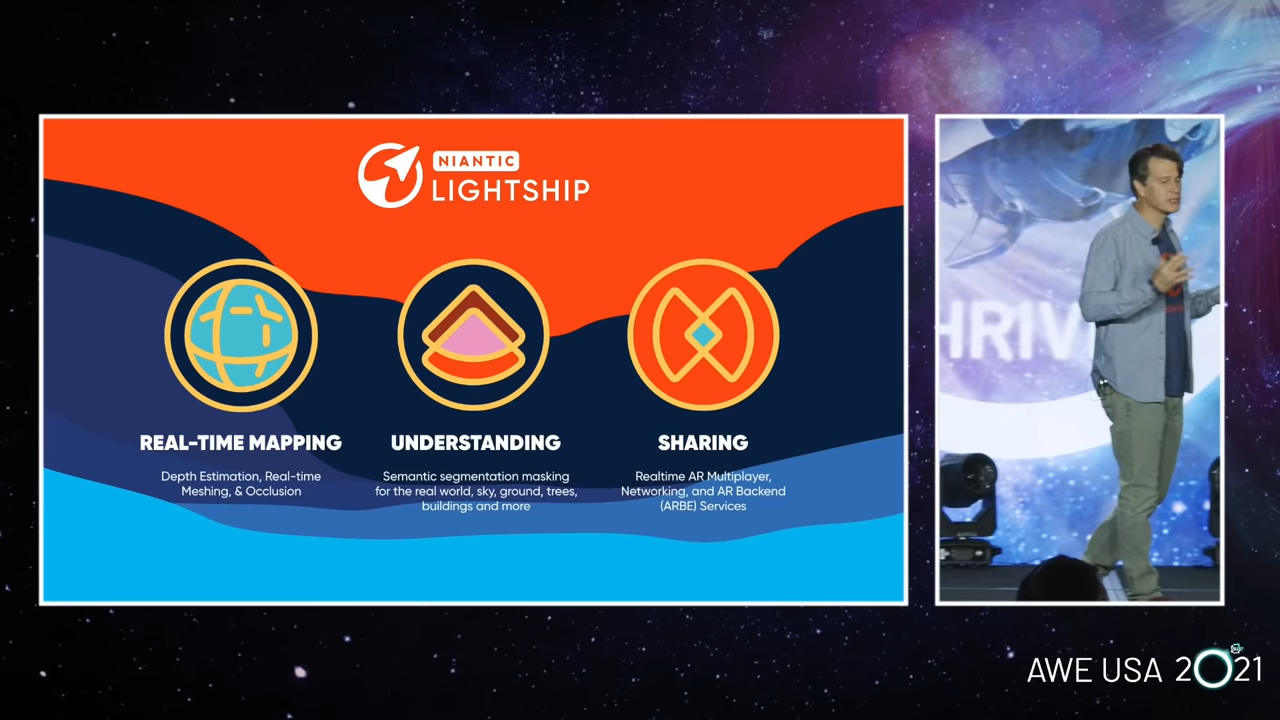 NIANTIC
LIGHTSHIP
REAL-TIME MAPPING
Depth Estimation, Real-time
Meshing, & Occlusion
UNDERSTANDING
Semantic segmentation masking
for the real world, sky, ground, trees,
buildings and more
SHARING
Realtime AR Multiplayer,
Networking, and AR Backend
(ARBE) Services
HRIV
AWE USA 2021